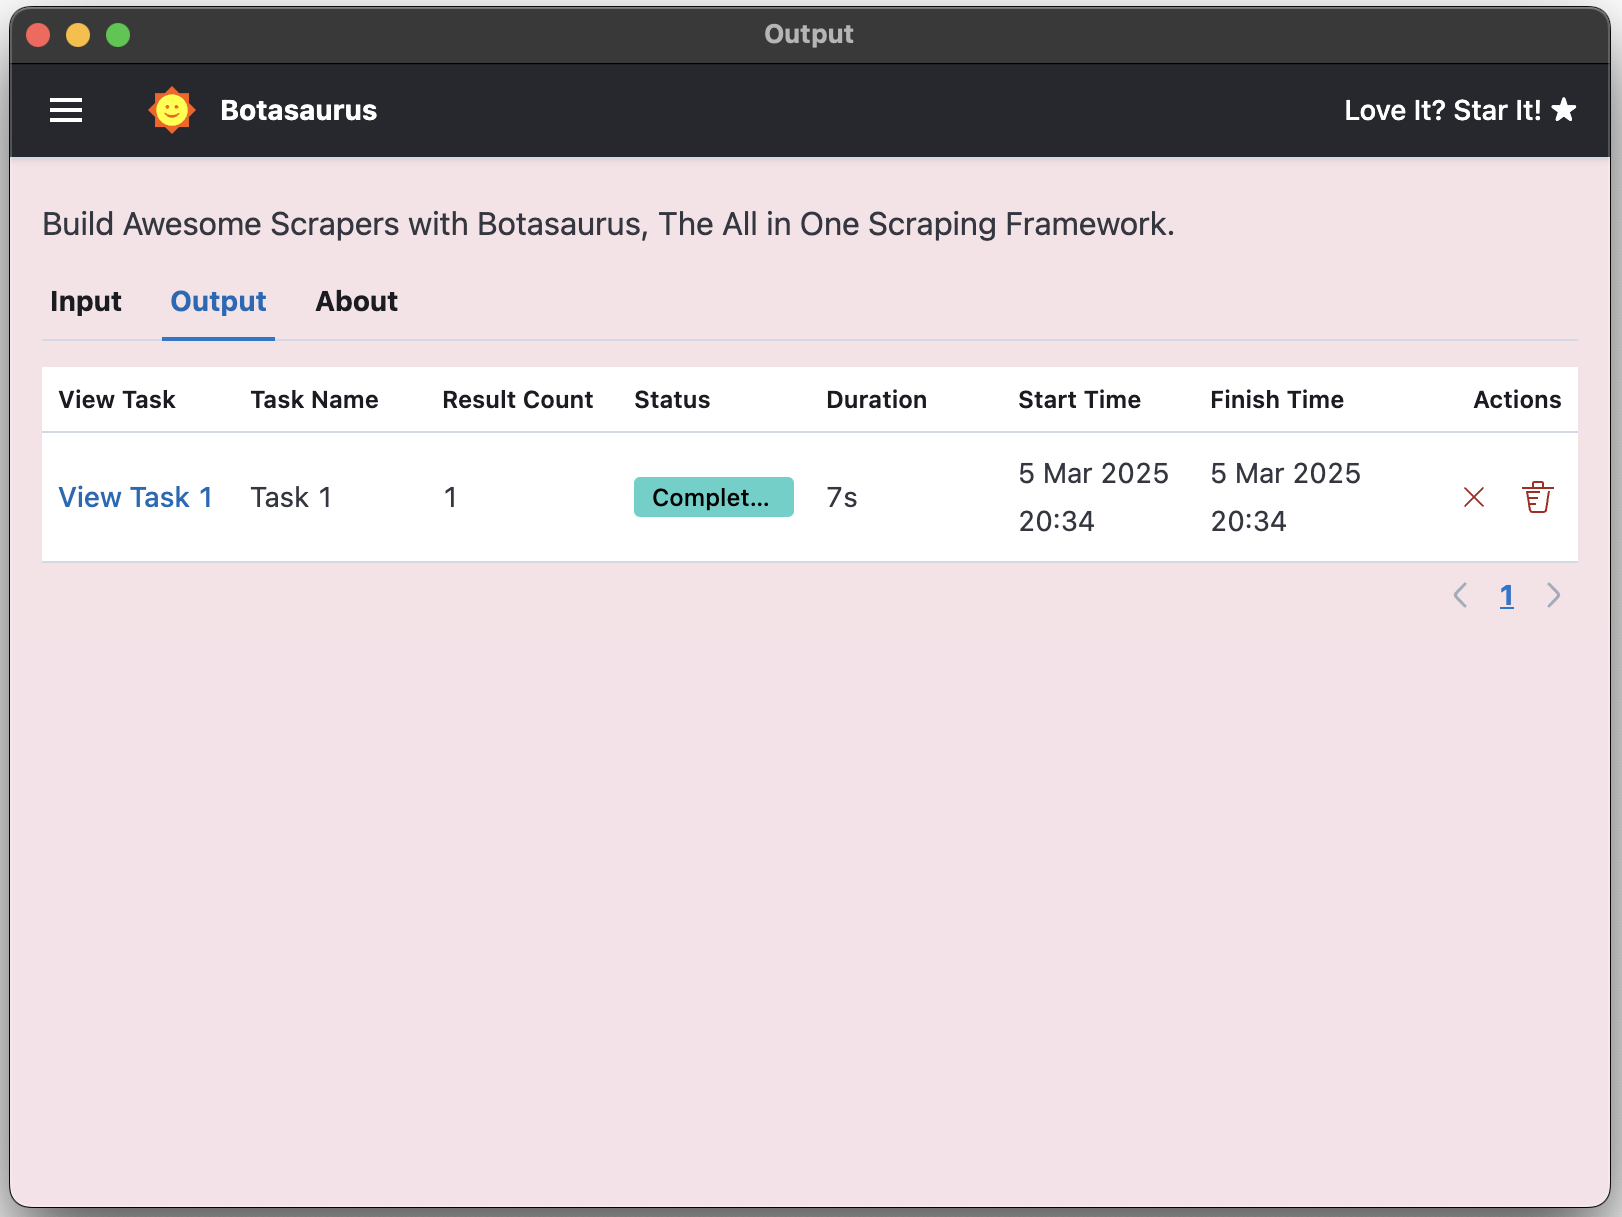 Output
Botasaurus
Love It? Star It!
Build Awesome Scrapers with Botasaurus, The All in One Scraping Framework.
Input Output About
View Task Task Name Result Count Status Duration Start Time Finish Time Actions
View Task 1 Task 1 1 Complet... 7s 5 Mar 2025 20:34 5 Mar 2025 20:34
1